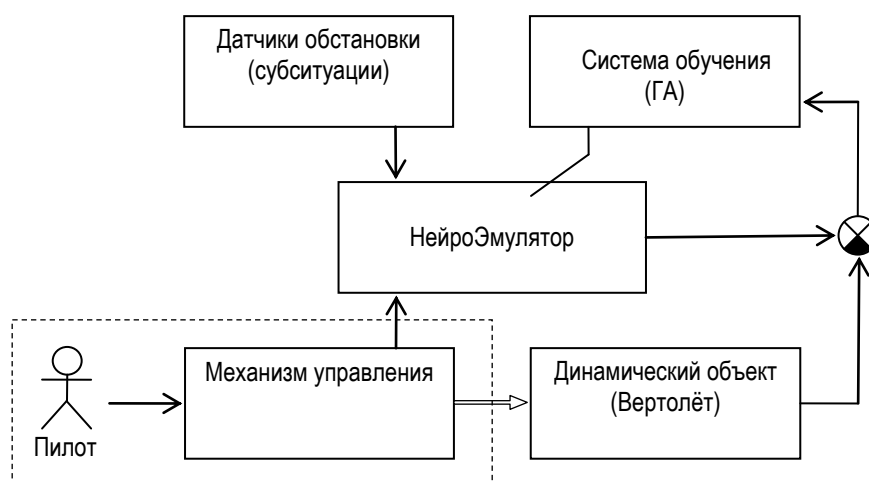 Датчики обстановки
(субситуации)
Система обучения
(ГА)
НейроЭмулятор
Механизм управления
Динамический объект
(Вертолёт)
Пилот